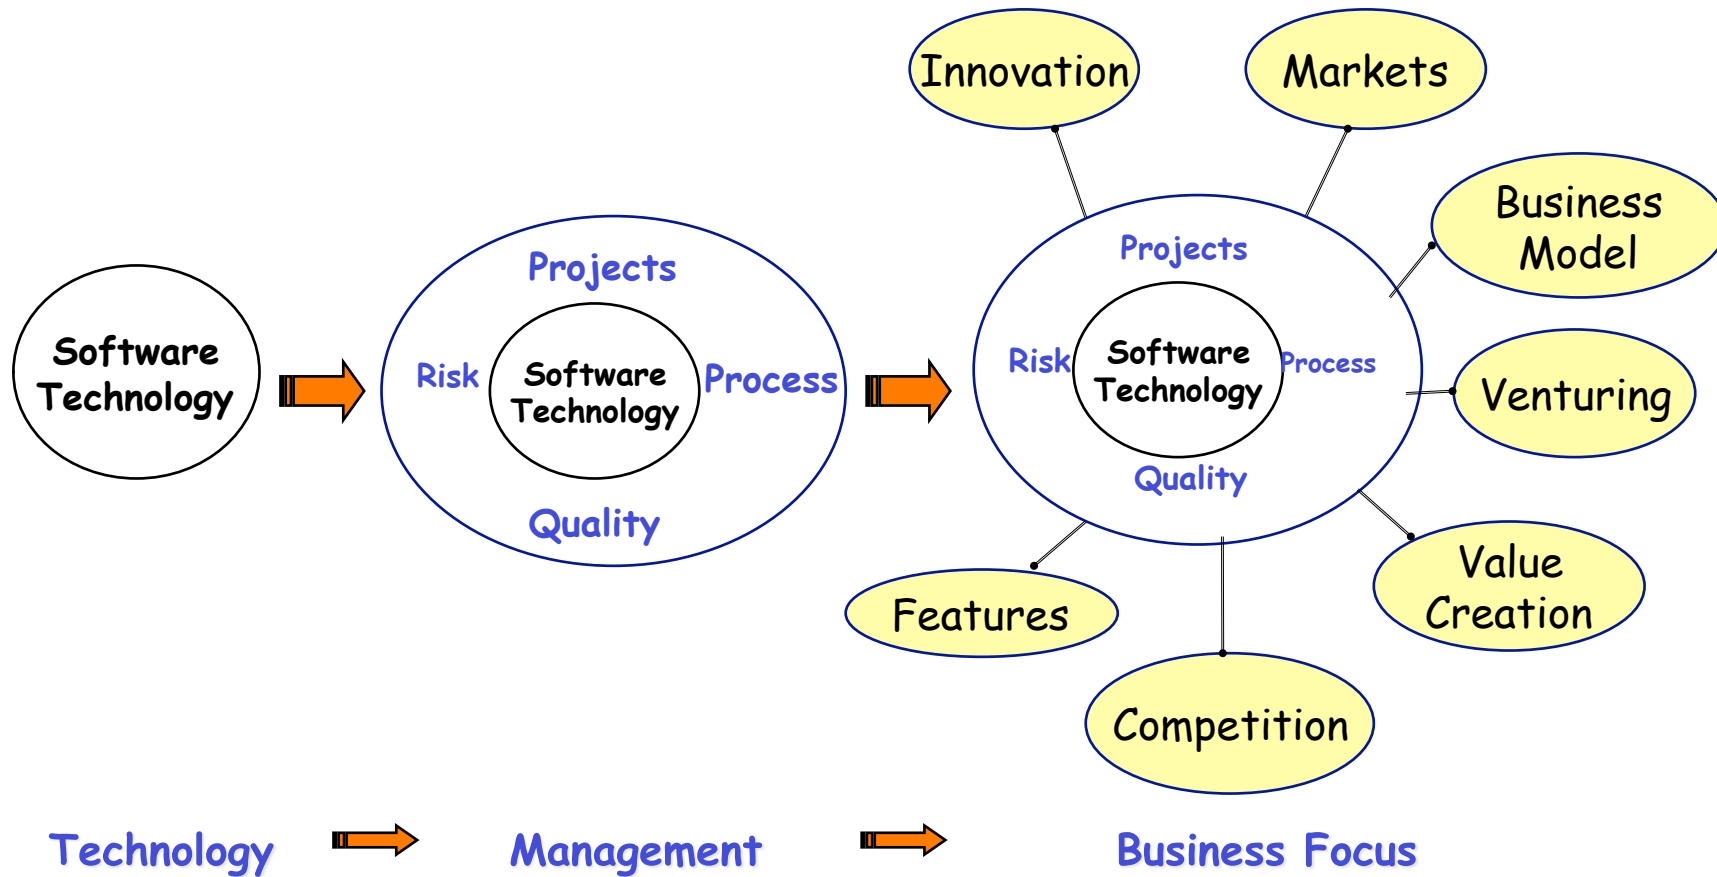 Innovation
Markets
Business
Model
Venturing
Value
Creation
Competition
Features
Software
Technology
Projects
Risk
Software
Technology
Process
Quality
Projects
Risk
Software
Technology
Process
Quality
Technology
Management
Business Focus